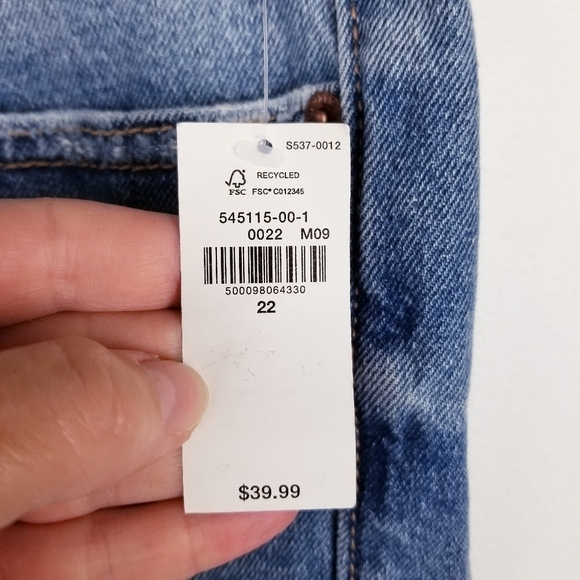 S537-0012
RECYCLED
FSC
FSC® C012345
545115-00-1
0022 M09
500098064330
22
$39.99